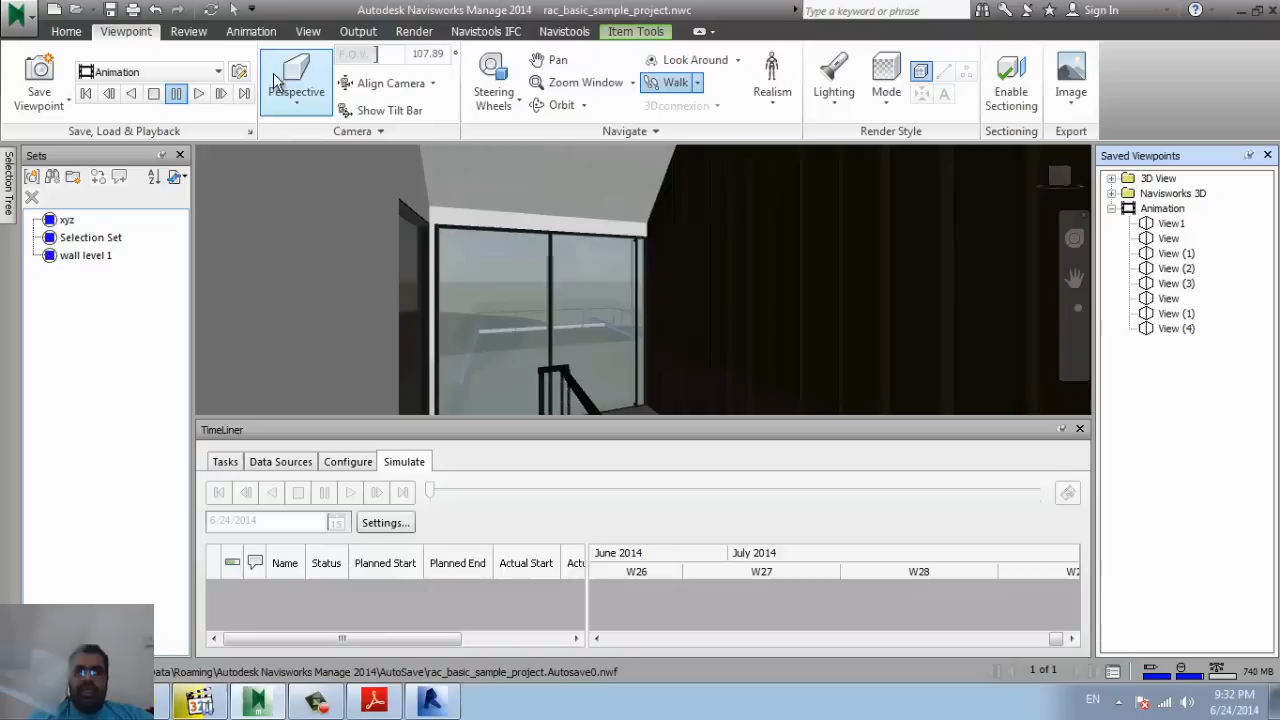 Autodesk Navisworks Manage 2014 rac_basic_sample_project.nwc
Type a keyword or phrase
Sign In
Home Viewpoint Review Animation View Output Render Navistools IFC Navistools Item Tools
Save
Viewpoint
Animation
Save, Load & Playback
Perspective
F.O.V. 107.89 °
Align Camera
Show Tilt Bar
Camera
Steering
Wheels
Pan
Zoom Window
Orbit
Look Around
Walk
3Dconnexion
Realism
Navigate
Lighting
Mode
A
Render Style
Enable
Sectioning
Sectioning
Image
Export
Selection Tree
Sets
xyz
Selection Set
wall level 1
Saved Viewpoints
3D View
Navisworks 3D
Animation
View1
View
View (1)
View (2)
View (3)
View
View (1)
View (4)
TimeLiner
Tasks Data Sources Configure Simulate
6/24/2014
Settings...
Name Status Planned Start Planned End Actual Start
June 2014 July 2014
W26 W27 W28
Data\Roaming\Autodesk Navisworks Manage 2014\AutoSave\rac_basic_sample_project.Autosave0.nwf
1 of 1
740 MB
321
EN
9:32 PM
6/24/2014